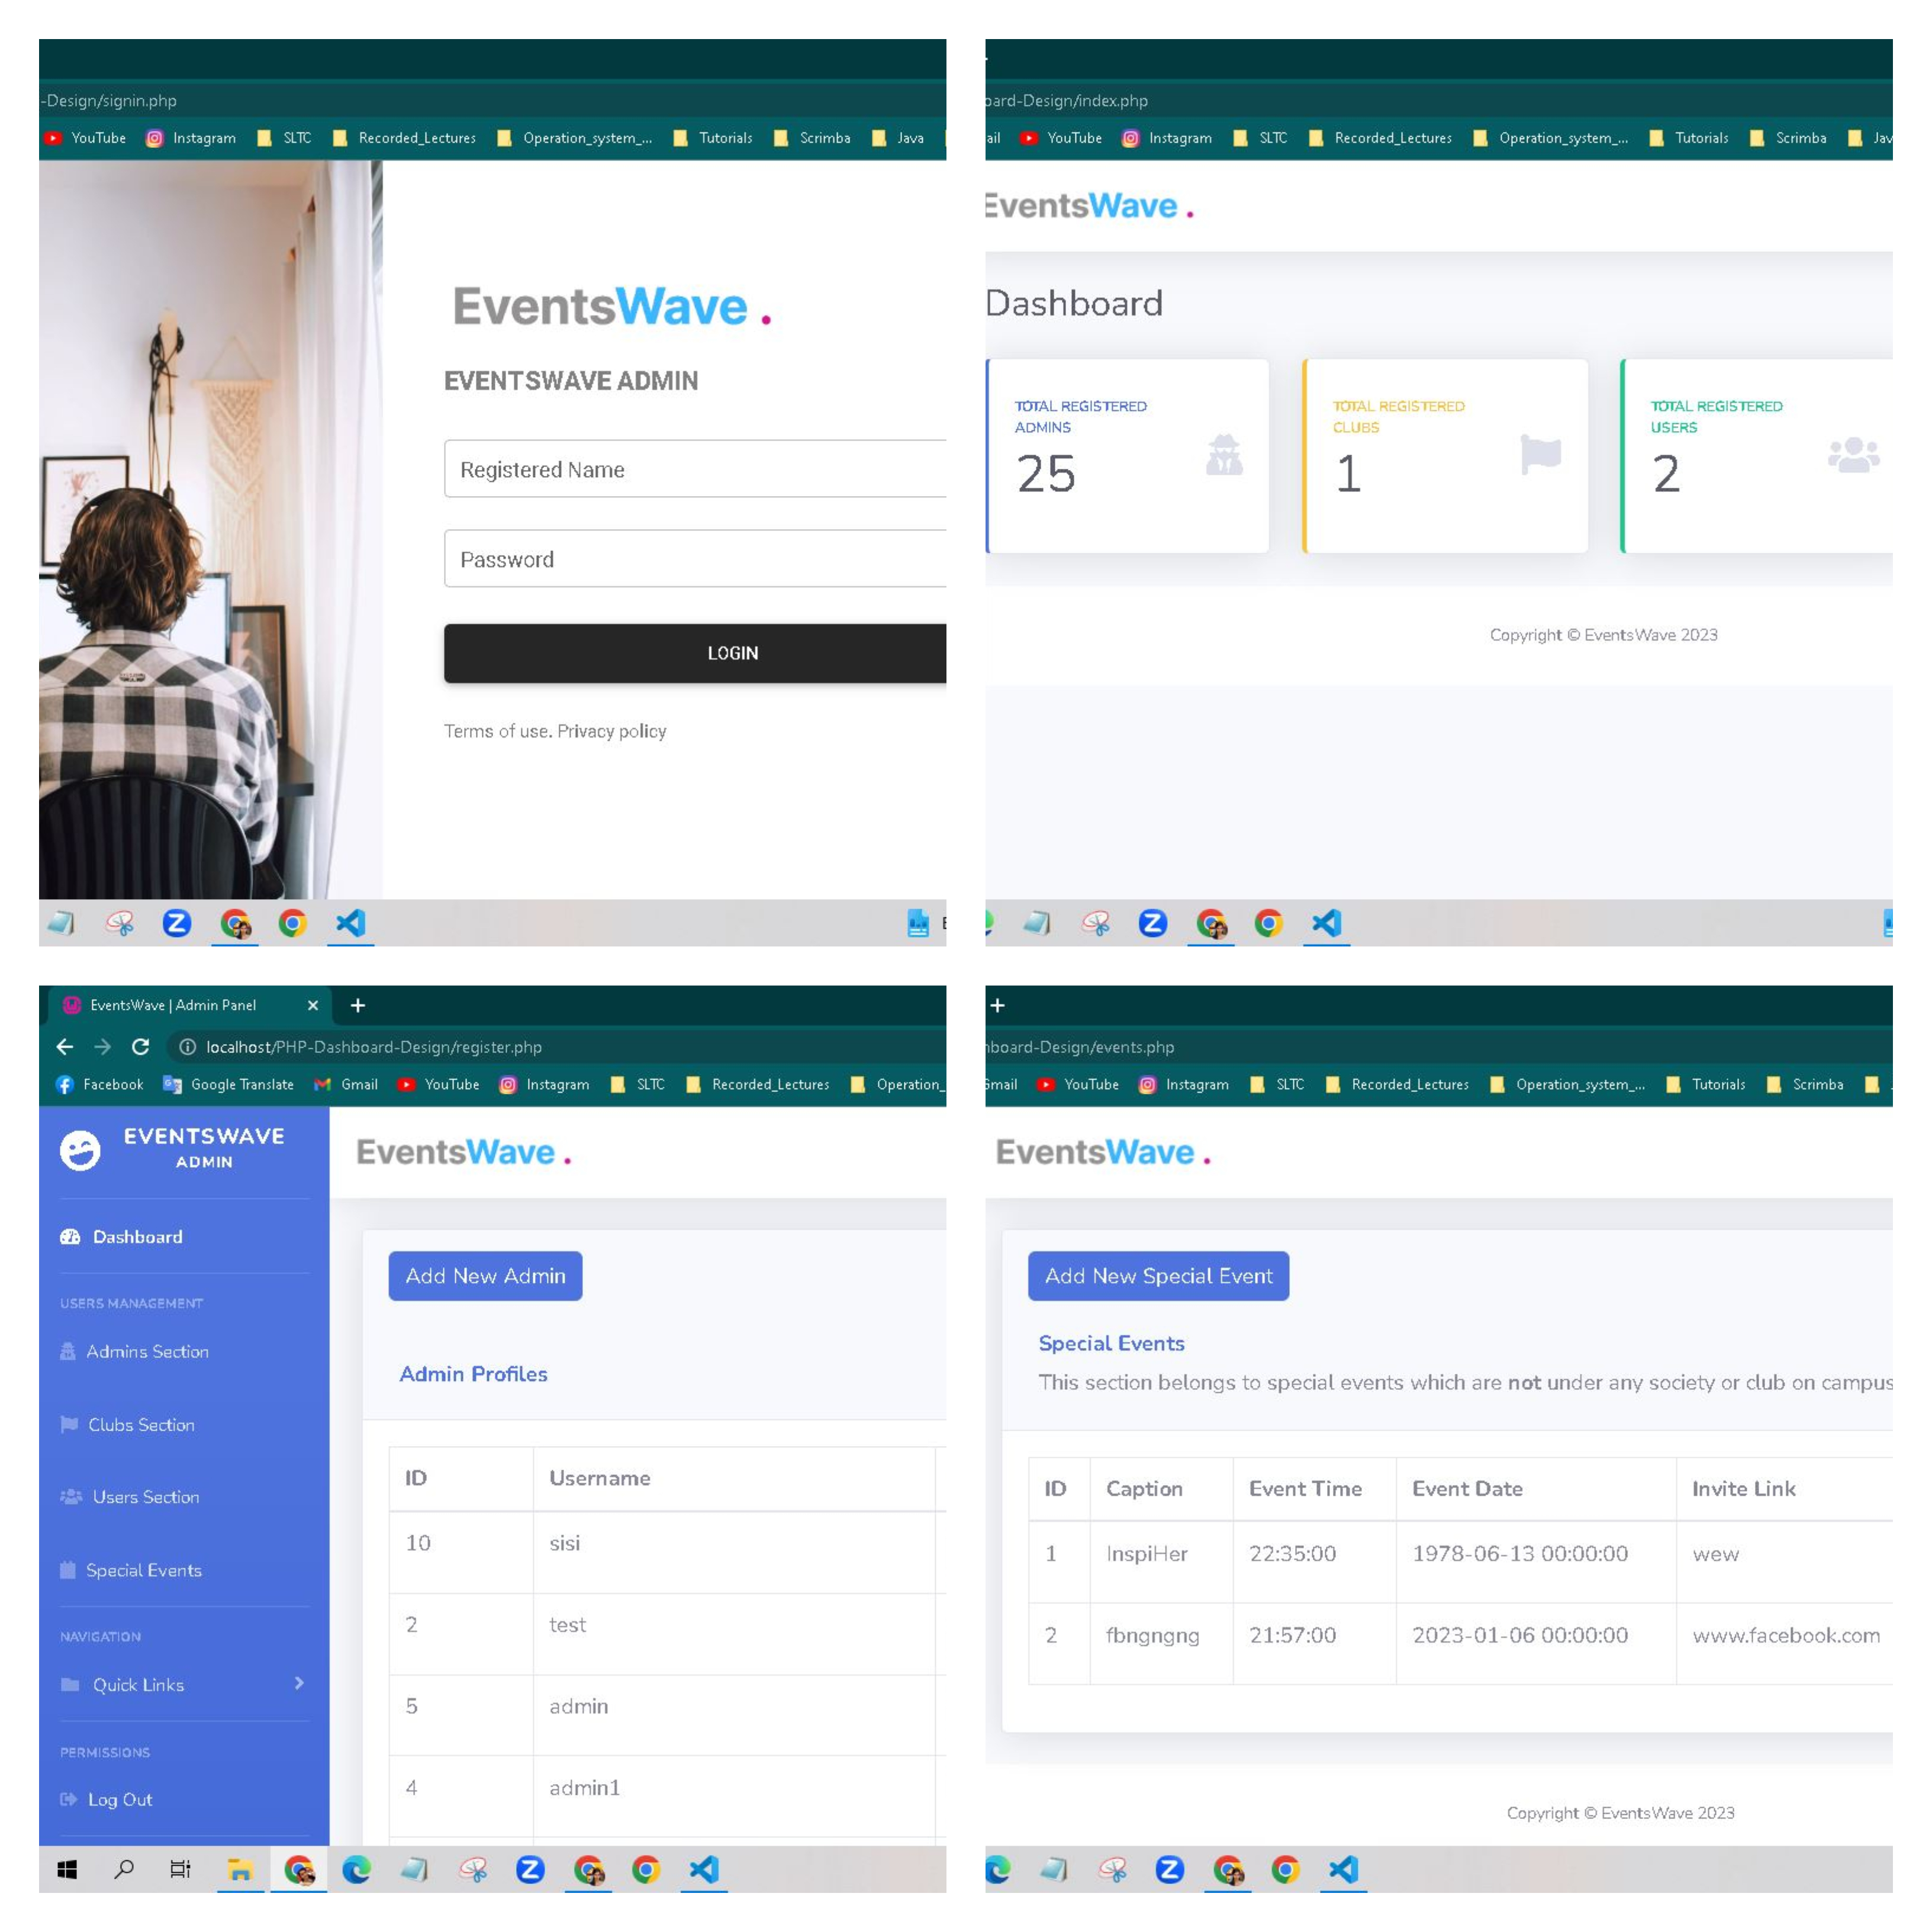 -Design/signin.php
YouTube Instagram SLTC Recorded_Lectures Operation_system_... Tutorials Scrimba Java
EventsWave .
EVENTSWAVE ADMIN
Registered Name
Password
LOGIN
Terms of use. Privacy policy
oard-Design/index.php
ail YouTube Instagram SLTC Recorded_Lectures Operation_system_... Tutorials Scrimba Jav
EventsWave .
Dashboard
TOTAL REGISTERED
ADMINS
25
TOTAL REGISTERED
CLUBS
1
TOTAL REGISTERED
USERS
2
Copyright © EventsWave 2023
EventsWave | Admin Panel
localhost/PHP-Dashboard-Design/register.php
Facebook Google Translate Gmail YouTube Instagram SLTC Recorded_Lectures Operation_
EVENTSWAVE
ADMIN
EventsWave .
Dashboard
USERS MANAGEMENT
Admins Section
Clubs Section
Users Section
Special Events
NAVIGATION
Quick Links
PERMISSIONS
Log Out
Add New Admin
Admin Profiles
ID Username
10 sisi
2 test
5 admin
4 admin1
board-Design/events.php
Gmail YouTube Instagram SLTC Recorded_Lectures Operation_system_... Tutorials Scrimba
EventsWave .
Add New Special Event
Special Events
This section belongs to special events which are not under any society or club on campus
ID Caption Event Time Event Date Invite Link
1 InspiHer 22:35:00 1978-06-13 00:00:00 wew
2 fbngngng 21:57:00 2023-01-06 00:00:00 www.facebook.com
Copyright © EventsWave 2023